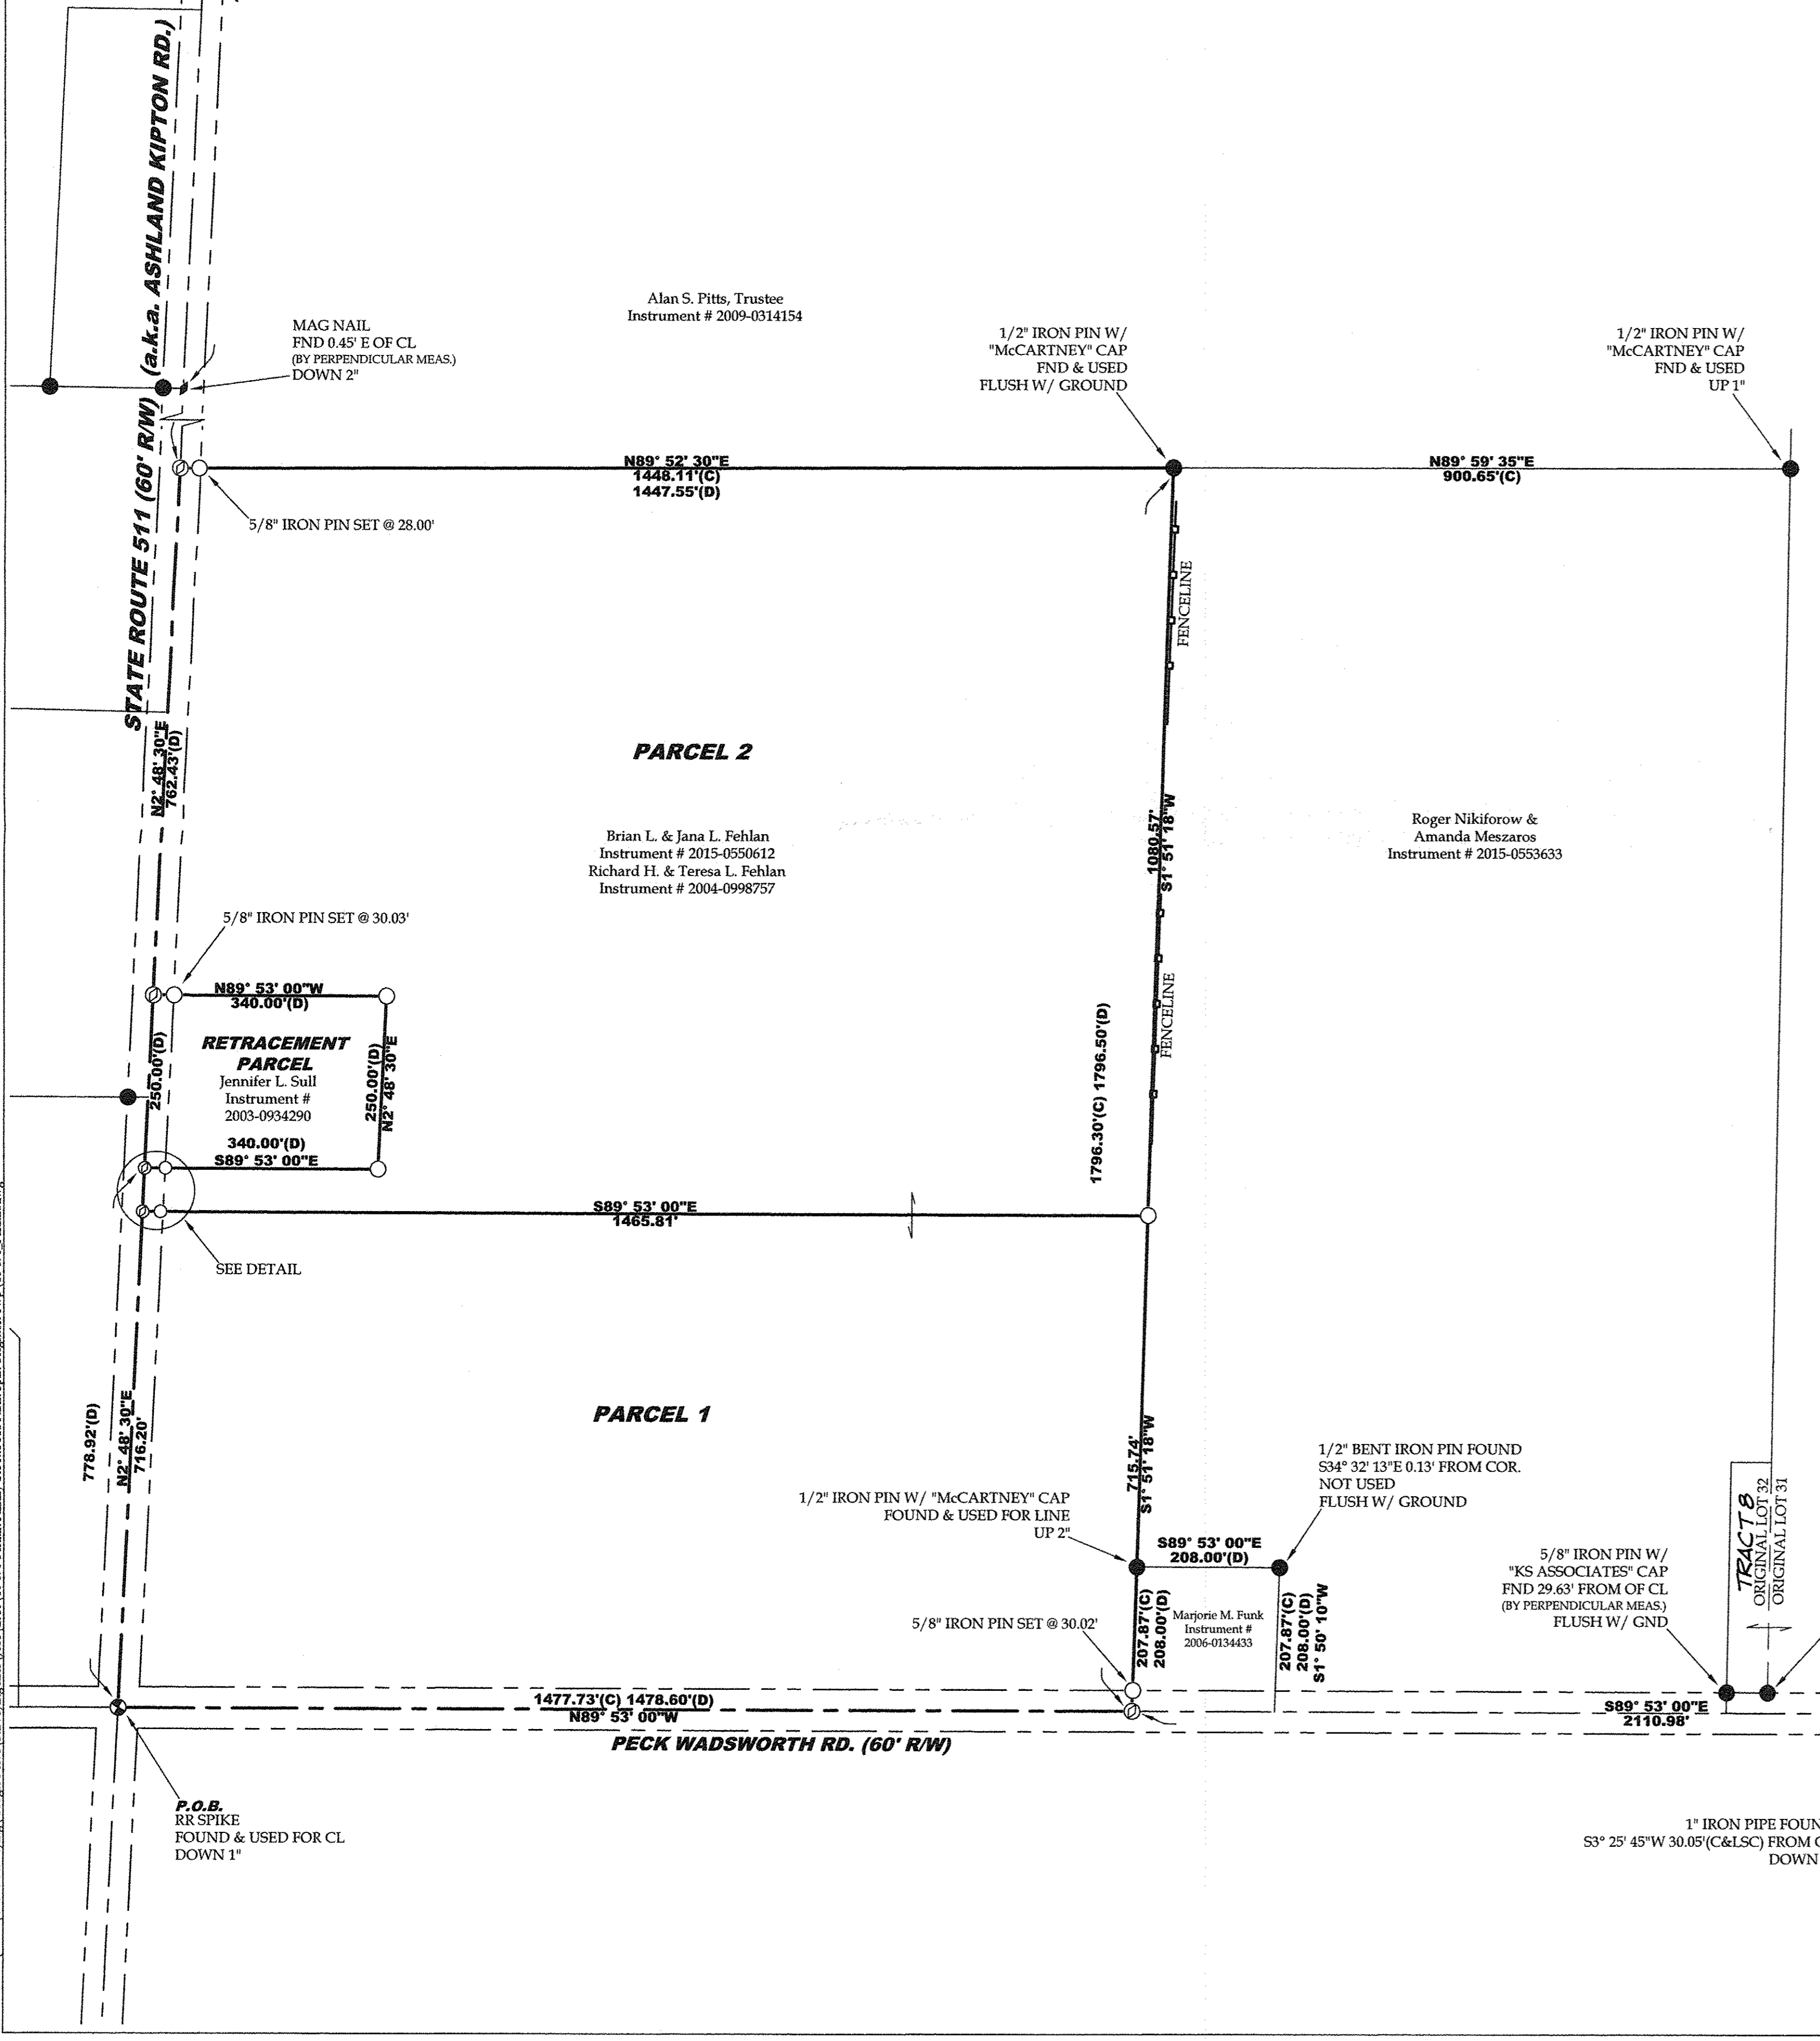 STATE ROUTE 511 (60' R/W) (a.k.a. ASHLAND KIPTON RD.)
Alan S. Pitts, Trustee
Instrument # 2009-0314154
MAG NAIL
FND 0.45' E OF CL
(BY PERPENDICULAR MEAS.)
DOWN 2"
1/2" IRON PIN W/
"McCARTNEY" CAP
FND & USED
FLUSH W/ GROUND
1/2" IRON PIN W/
"McCARTNEY" CAP
FND & USED
UP 1"
N89° 52' 30"E
1448.11'(C)
1447.55'(D)
N89° 59' 35"E
900.65'(C)
5/8" IRON PIN SET @ 28.00'
FENCELINE
N2° 48' 30"E
762.43'(D)
PARCEL 2
Brian L. & Jana L. Fehlan
Instrument # 2015-0550612
Richard H. & Teresa L. Fehlan
Instrument # 2004-0998757
1080.57'
S1° 51' 18"W
Roger Nikiforow &
Amanda Meszaros
Instrument # 2015-0553633
5/8" IRON PIN SET @ 30.03'
N89° 53' 00"W
340.00'(D)
RETRACEMENT
PARCEL
Jennifer L. Sull
Instrument #
2003-0934290
250.00'(D)
250.00'(D)
N2° 48' 30"E
340.00'(D)
S89° 53' 00"E
1796.30'(C) 1796.50'(D)
FENCELINE
S89° 53' 00"E
1465.81'
SEE DETAIL
778.92'(D)
N2° 48' 30"E
716.20'
PARCEL 1
715.74'
S1° 51' 18"W
1/2" BENT IRON PIN FOUND
S34° 32' 13"E 0.13' FROM COR.
NOT USED
FLUSH W/ GROUND
1/2" IRON PIN W/ "McCARTNEY" CAP
FOUND & USED FOR LINE
UP 2"
S89° 53' 00"E
208.00'(D)
5/8" IRON PIN W/
"KS ASSOCIATES" CAP
FND 29.63' FROM OF CL
(BY PERPENDICULAR MEAS.)
FLUSH W/ GND
TRACT 8
ORIGINAL LOT 32
ORIGINAL LOT 31
5/8" IRON PIN SET @ 30.02'
207.87'(C)
208.00'(D)
Marjorie M. Funk
Instrument #
2006-0134433
207.87'(C)
208.00'(D)
S1° 50' 10"W
1477.73'(C) 1478.60'(D)
N89° 53' 00"W
S89° 53' 00"E
2110.98'
PECK WADSWORTH RD. (60' R/W)
P.O.B.
RR SPIKE
FOUND & USED FOR CL
DOWN 1"
1" IRON PIPE FOUN
S3° 25' 45"W 30.05'(C&LSC) FROM
DOWN